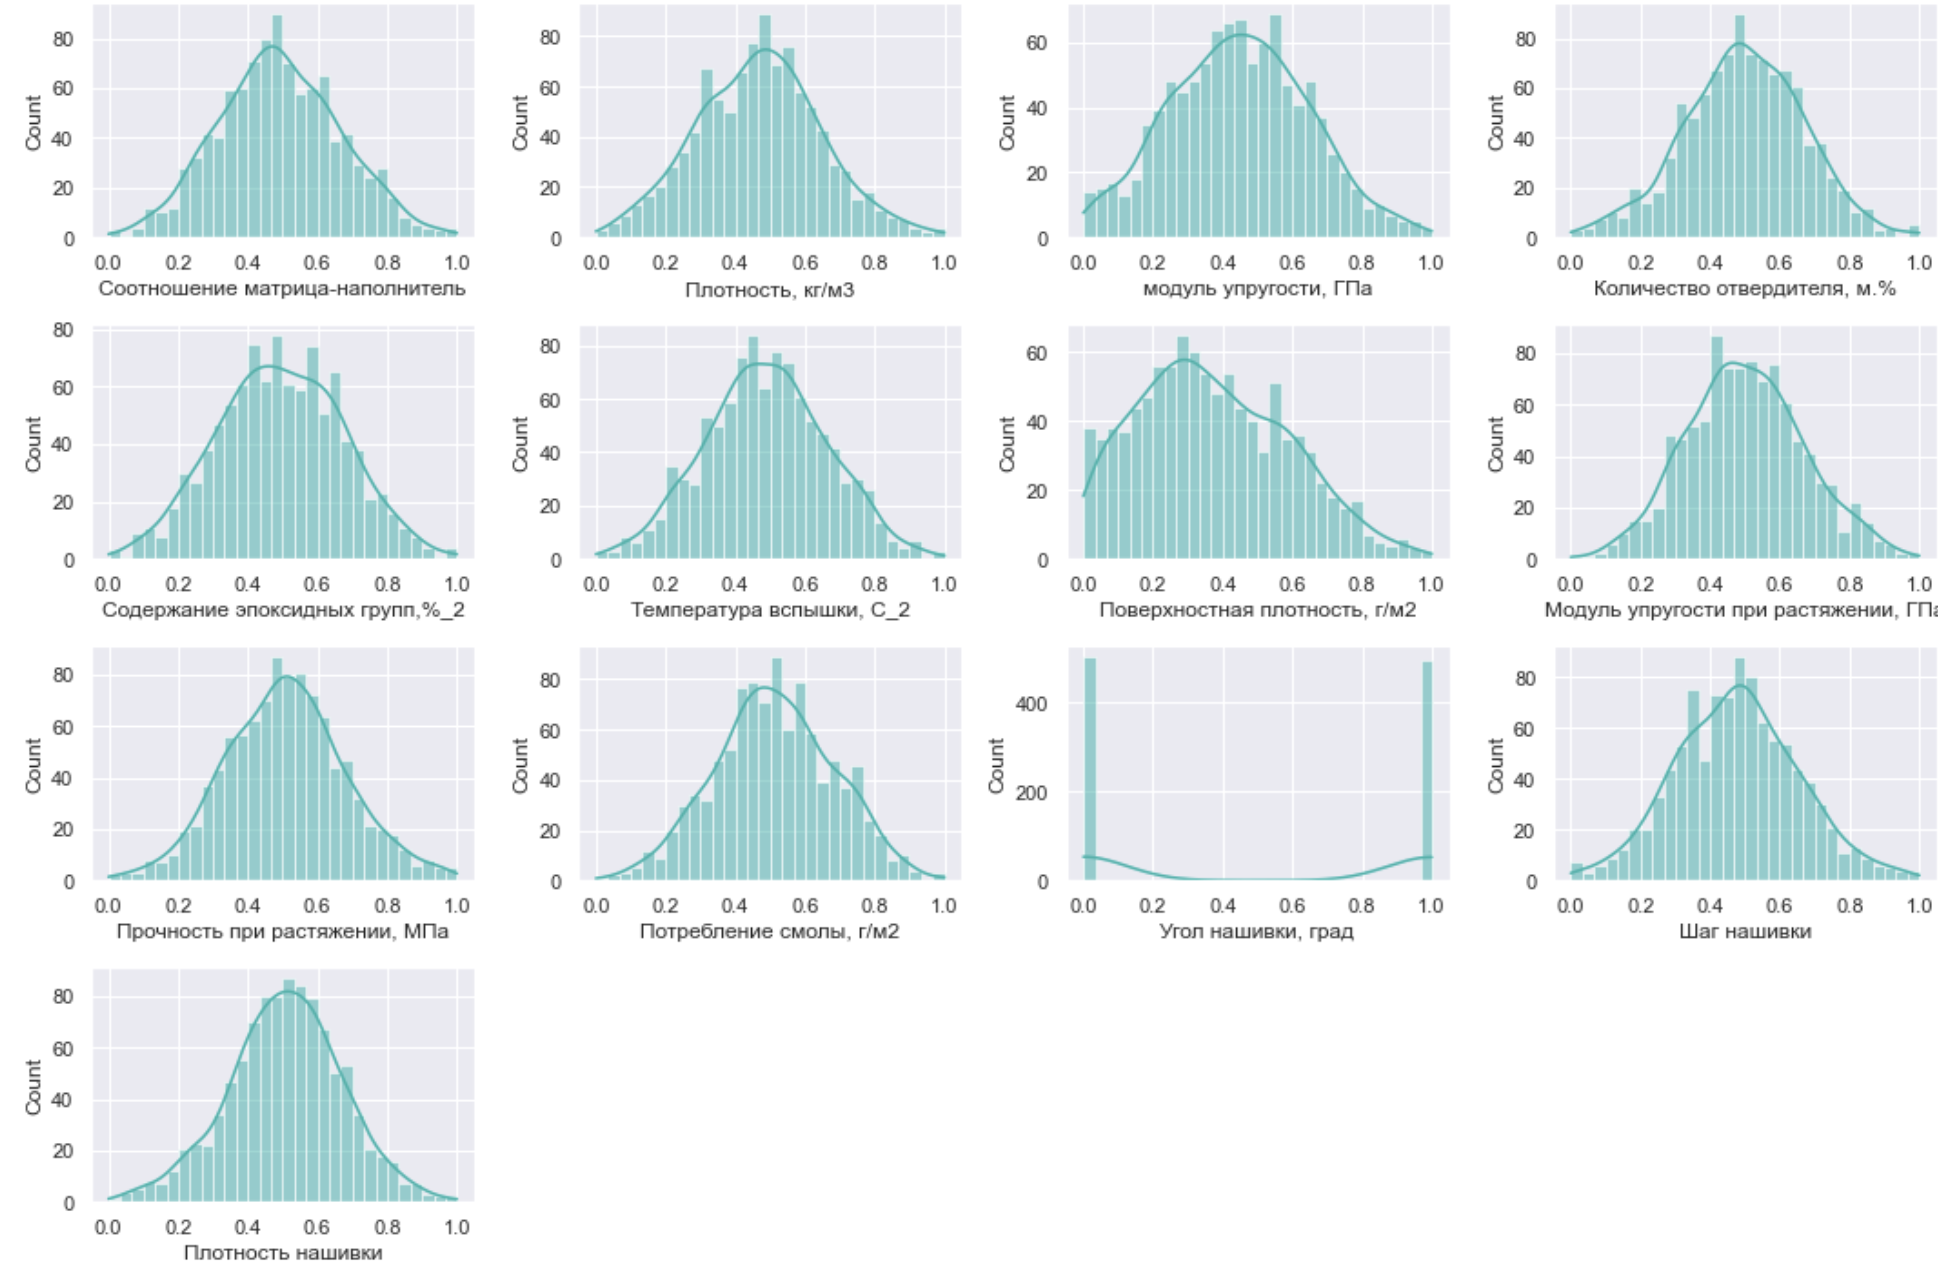 Count
80
60
40
20
0
0.0 0.2 0.4 0.6 0.8 1.0
Соотношение матрица-наполнитель
Count
80
60
40
20
0
0.0 0.2 0.4 0.6 0.8 1.0
Плотность, кг/м3
Count
60
40
20
0
0.0 0.2 0.4 0.6 0.8 1.0
модуль упругости, ГПа
Count
80
60
40
20
0
0.0 0.2 0.4 0.6 0.8 1.0
Количество отвердителя, м.%
Count
80
60
40
20
0
0.0 0.2 0.4 0.6 0.8 1.0
Содержание эпоксидных групп,%_2
Count
80
60
40
20
0
0.0 0.2 0.4 0.6 0.8 1.0
Температура вспышки, С_2
Count
60
40
20
0
0.0 0.2 0.4 0.6 0.8 1.0
Поверхностная плотность, г/м2
Count
80
60
40
20
0
0.0 0.2 0.4 0.6 0.8 1.0
Модуль упругости при растяжении, ГПа
Count
80
60
40
20
0
0.0 0.2 0.4 0.6 0.8 1.0
Прочность при растяжении, МПа
Count
80
60
40
20
0
0.0 0.2 0.4 0.6 0.8 1.0
Потребление смолы, г/м2
Count
400
200
0
0.0 0.2 0.4 0.6 0.8 1.0
Угол нашивки, град
Count
80
60
40
20
0
0.0 0.2 0.4 0.6 0.8 1.0
Шаг нашивки
Count
80
60
40
20
0
0.0 0.2 0.4 0.6 0.8 1.0
Плотность нашивки